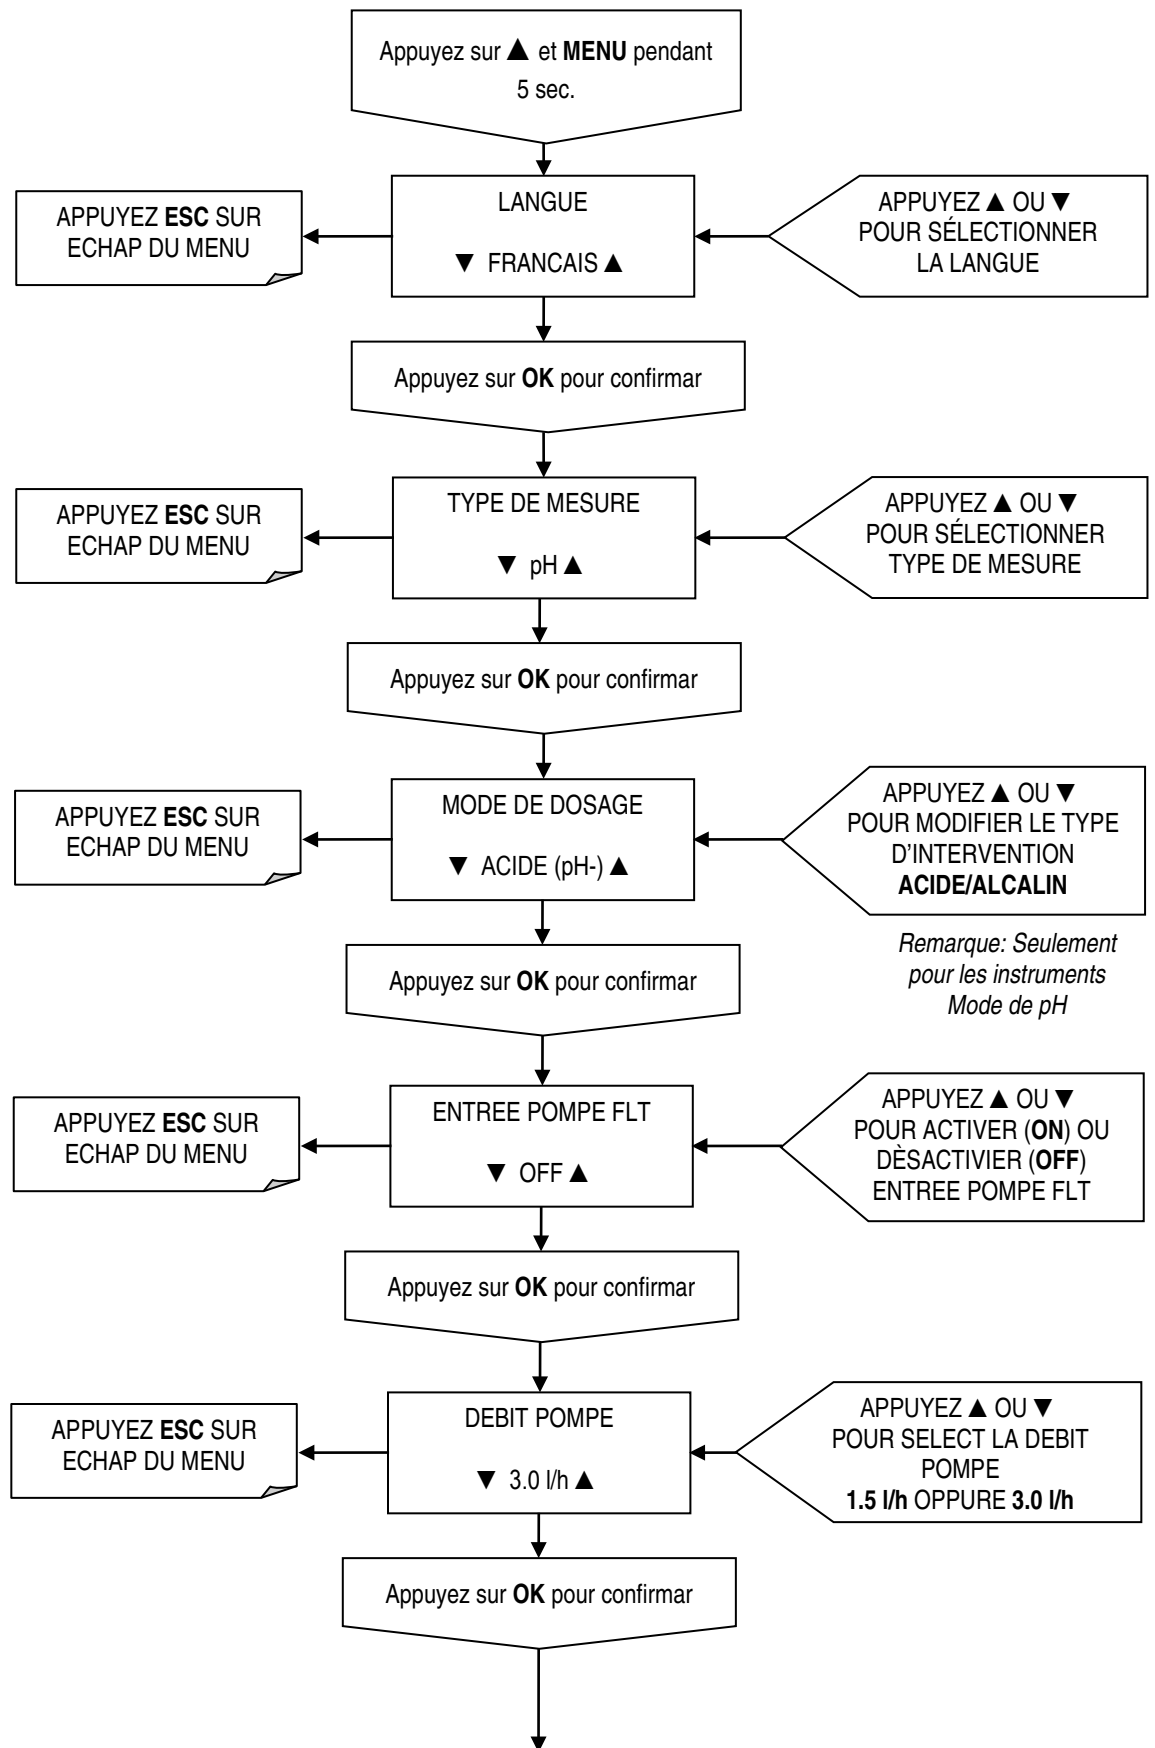 Appuyez sur ▲ et MENU pendant
5 sec.
APPUYEZ ESC SUR
ECHAP DU MENU
LANGUE
▼ FRANCAIS ▲
APPUYEZ ▲ OU ▼
POUR SÉLECTIONNER
LA LANGUE
Appuyez sur OK pour confirmar
APPUYEZ ESC SUR
ECHAP DU MENU
TYPE DE MESURE
▼ pH ▲
APPUYEZ ▲ OU ▼
POUR SÉLECTIONNER
TYPE DE MESURE
Appuyez sur OK pour confirmar
APPUYEZ ESC SUR
ECHAP DU MENU
MODE DE DOSAGE
▼ ACIDE (pH-) ▲
APPUYEZ ▲ OU ▼
POUR MODIFIER LE TYPE
D'INTERVENTION
ACIDE/ALCALIN
Remarque: Seulement
pour les instruments
Mode de pH
Appuyez sur OK pour confirmar
APPUYEZ ESC SUR
ECHAP DU MENU
ENTREE POMPE FLT
▼ OFF ▲
APPUYEZ ▲ OU ▼
POUR ACTIVER (ON) OU
DÈSACTIVIER (OFF)
ENTREE POMPE FLT
Appuyez sur OK pour confirmar
APPUYEZ ESC SUR
ECHAP DU MENU
DEBIT POMPE
▼ 3.0 l/h ▲
APPUYEZ ▲ OU ▼
POUR SELECT LA DEBIT
POMPE
1.5 l/h OPPURE 3.0 l/h
Appuyez sur OK pour confirmar